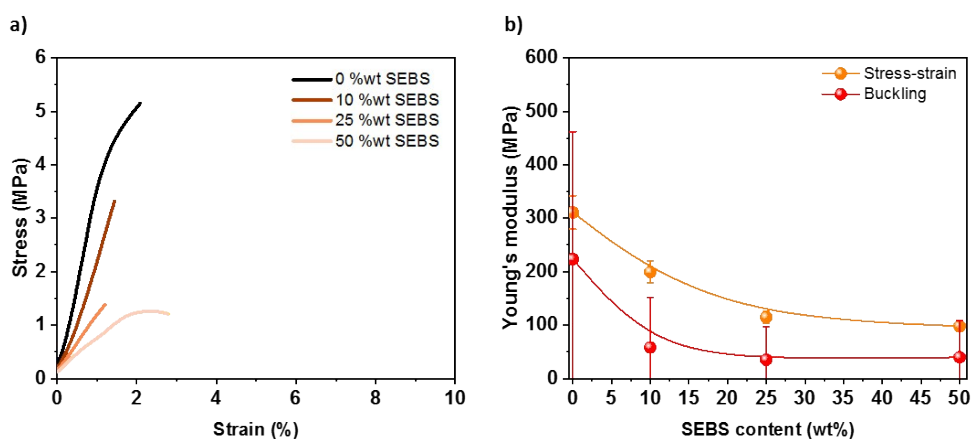 a)
6
5
4
3
2
1
0
Stress (MPa)
0 %wt SEBS
10 %wt SEBS
25 %wt SEBS
50 %wt SEBS
0 2 4 6 8 10
Strain (%)
b)
600
500
400
300
200
100
0
Young's modulus (MPa)
Stress-strain
Buckling
0 5 10 15 20 25 30 35 40 45 50
SEBS content (wt%)